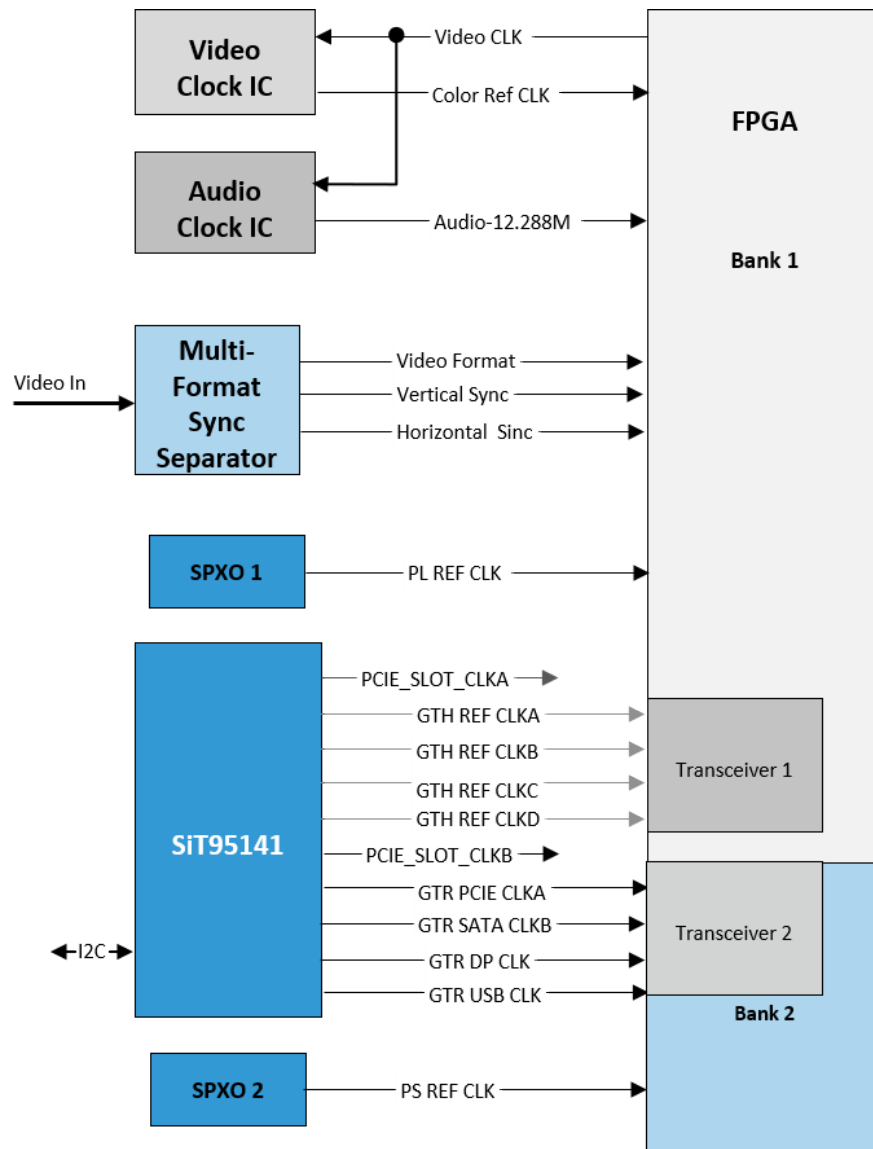 Video
Clock IC
Video CLK
Color Ref CLK
FPGA
Audio
Clock IC
Audio-12.288M
Bank 1
Video In
Multi-
Format
Sync
Separator
Video Format
Vertical Sync
Horizontal Sinc
SPXO 1
PL REF CLK
SiT95141
I2C
PCIE_SLOT_CLKA
GTH REF CLKA
GTH REF CLKB
GTH REF CLKC
GTH REF CLKD
PCIE_SLOT_CLKB
GTR PCIE CLKA
GTR SATA CLKB
GTR DP CLK
GTR USB CLK
Transceiver 1
Transceiver 2
Bank 2
SPXO 2
PS REF CLK